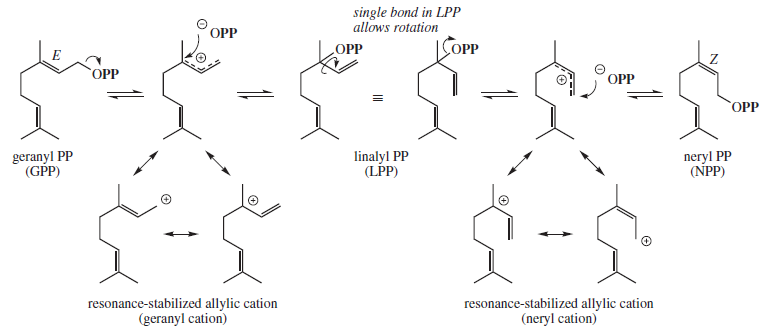 single bond in LPP
allows rotation
E
OPP
⊖
OPP
⊕
OPP
≡
OPP
⊕
⊖
OPP
Z
OPP
geranyl PP
(GPP)
linalyl PP
(LPP)
neryl PP
(NPP)
⊕
⊕
⊕
⊕
resonance-stabilized allylic cation
(geranyl cation)
resonance-stabilized allylic cation
(neryl cation)